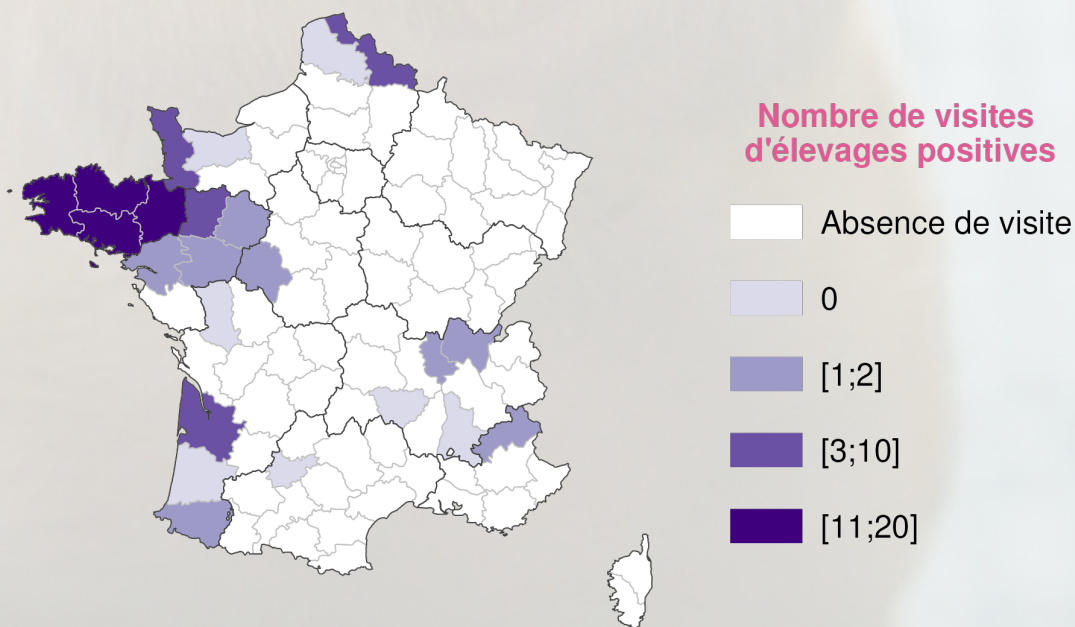 Nombre de visites
d'élevages positives
Absence de visite
0
[1;2]
[3;10]
[11;20]